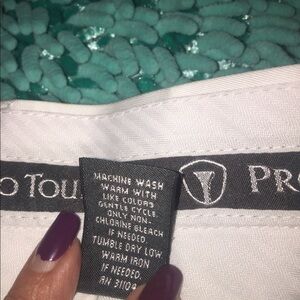 O TOU
PRO
MACHINE WASH
WARM WITH
LIKE COLORS
GENTLE CYCLE.
ONLY NON-
CHLORINE BLEACH
IF NEEDED.
TUMBLE DRY LOW.
WARM IRON
IF NEEDED.
RN 31104